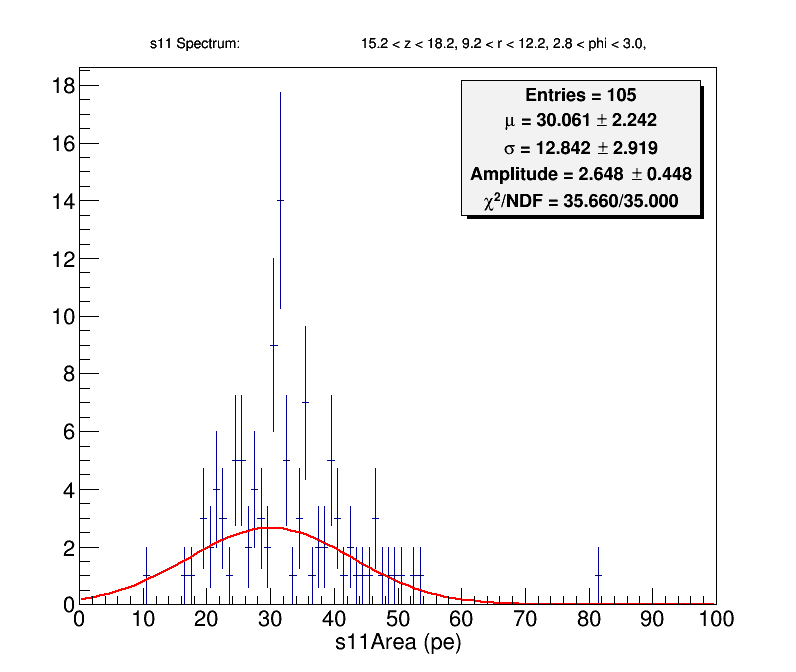 s11 Spectrum: 15.2 < z < 18.2, 9.2 < r < 12.2, 2.8 < phi < 3.0,
Entries = 105
μ = 30.061 ± 2.242
σ = 12.842 ± 2.919
Amplitude = 2.648 ± 0.448
χ²/NDF = 35.660/35.000
18
16
14
12
10
8
6
4
2
0
0 10 20 30 40 50 60 70 80 90 100
s11Area (pe)